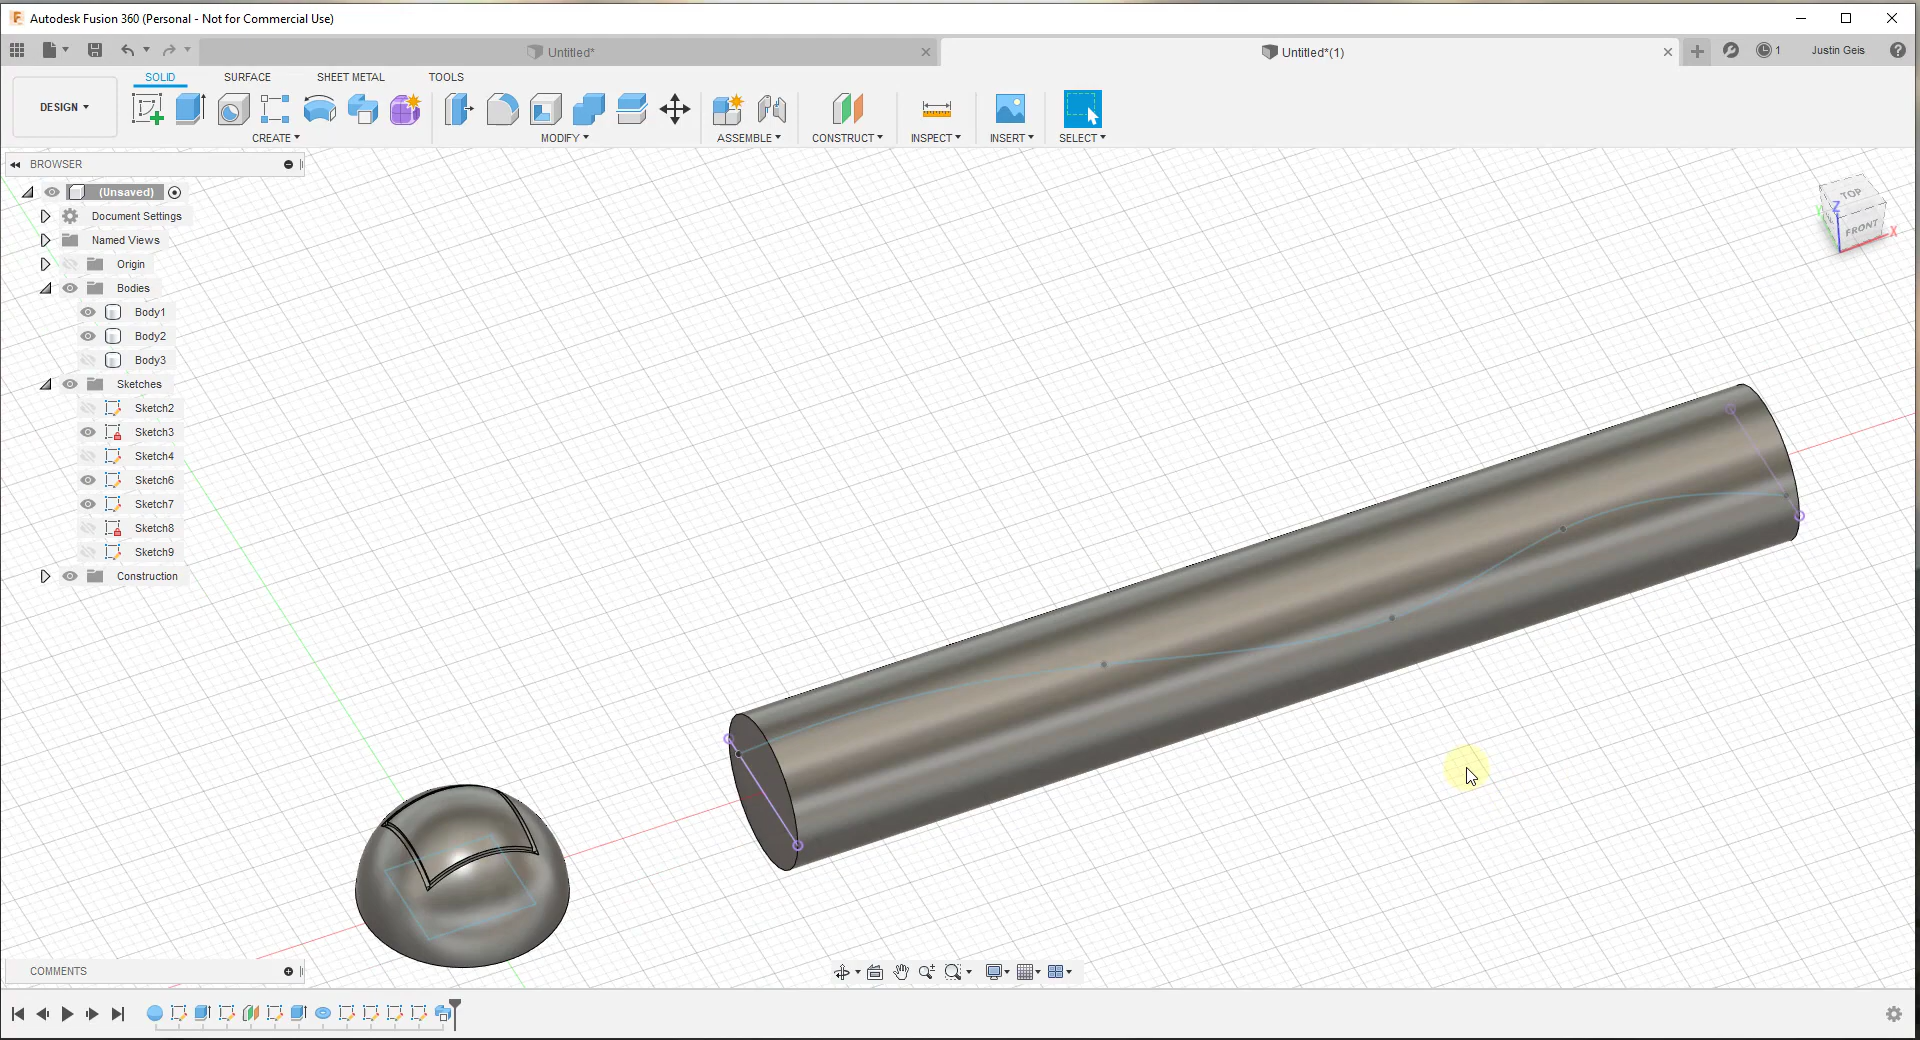 Autodesk Fusion 360 (Personal - Not for Commercial Use)
Untitled*
Untitled*(1)
1
Justin Geis
SOLID
SURFACE
SHEET METAL
TOOLS
DESIGN
CREATE
MODIFY
ASSEMBLE
CONSTRUCT
INSPECT
INSERT
SELECT
BROWSER
(Unsaved)
Document Settings
Named Views
Origin
Bodies
Body1
Body2
Body3
Sketches
Sketch2
Sketch3
Sketch4
Sketch6
Sketch7
Sketch8
Sketch9
Construction
TOP
FRONT
Z
Y
X
COMMENTS